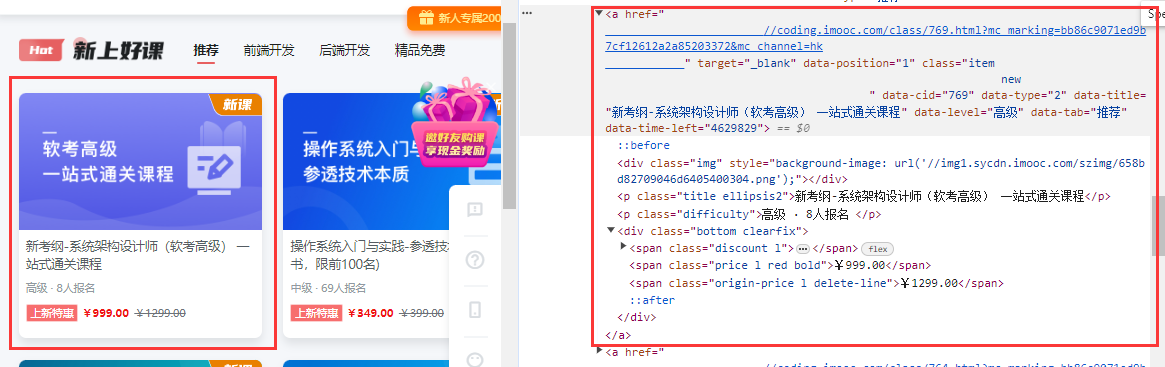 新人专属200
Hot 新上好课 推荐 前端开发 后端开发 精品免费
新课
软考高级
一站式通关课程
操作系统入门与
参透技术本质
邀好友购课
享现金奖励
新考纲-系统架构设计师（软考高级） 一
站式通关课程
操作系统入门与实践-参透技
书，限前100名)
高级 · 8人报名
中级 · 69人报名
上新特惠 ￥999.00 ￥1299.00
上新特惠 ￥349.00 ￥399.00
新课
<a href="
//coding.imooc.com/class/769.html?mc_marking=bb86c9071ed9b
7cf12612a2a85203372&mc_channel=hk
" target="_blank" data-position="1" class="item
new
" data-cid="769" data-type="2" data-title=
"新考纲-系统架构设计师（软考高级） 一站式通关课程" data-level="高级" data-tab="推荐"
data-time-left="4629829"> == $0
::before
<div class="img" style="background-image: url('//img1.sycdn.imooc.com/szimg/658b
d82709046d6405400304.png');"></div>
<p class="title ellipsis2">新考纲-系统架构设计师（软考高级） 一站式通关课程</p>
<p class="difficulty">高级 · 8人报名 </p>
<div class="bottom clearfix">
<span class="discount l">…</span> flex
<span class="price l red bold">￥999.00</span>
<span class="origin-price l delete-line">￥1299.00</span>
::after
</div>
</a>
<a href="